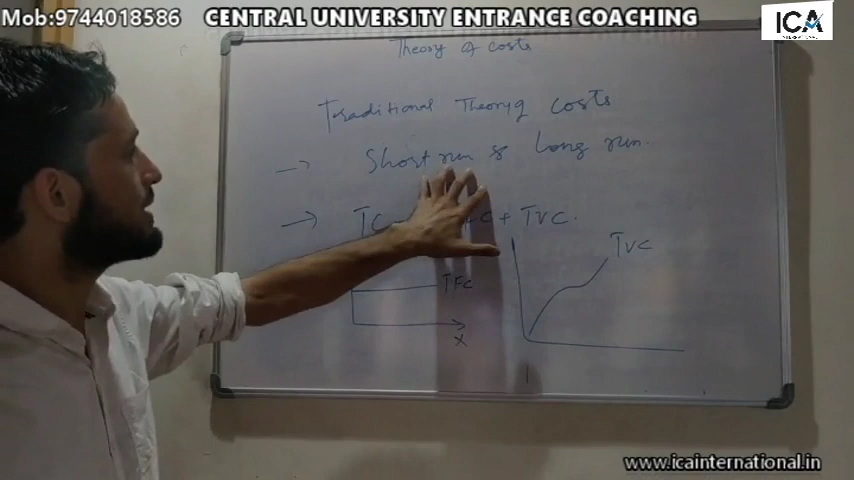 Mob:9744018586 CENTRAL UNIVERSITY ENTRANCE COACHING
ICA
INTERNATIONAL
Theory of costs
Traditional Theory of costs
→ Short run & Long run.
→ TC = C + TVC.
TFC
X
TVC
www.icainternational.in